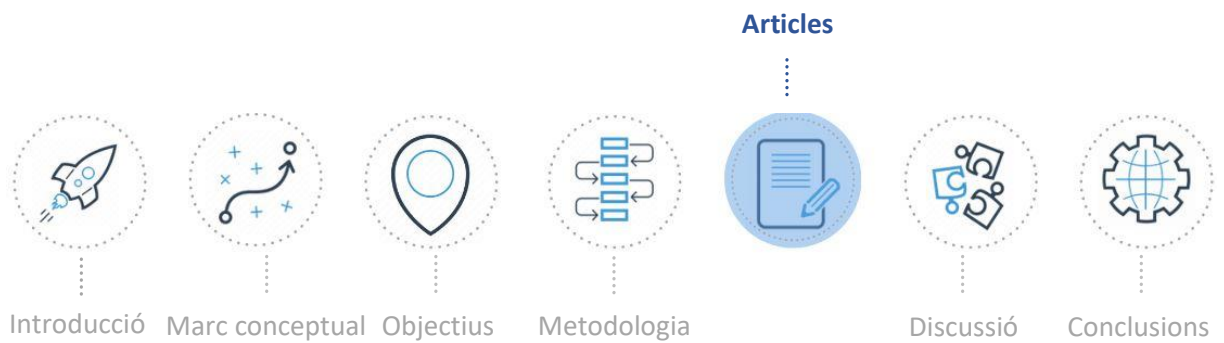 Articles
Introducció Marc conceptual Objectius Metodologia Discussió Conclusions